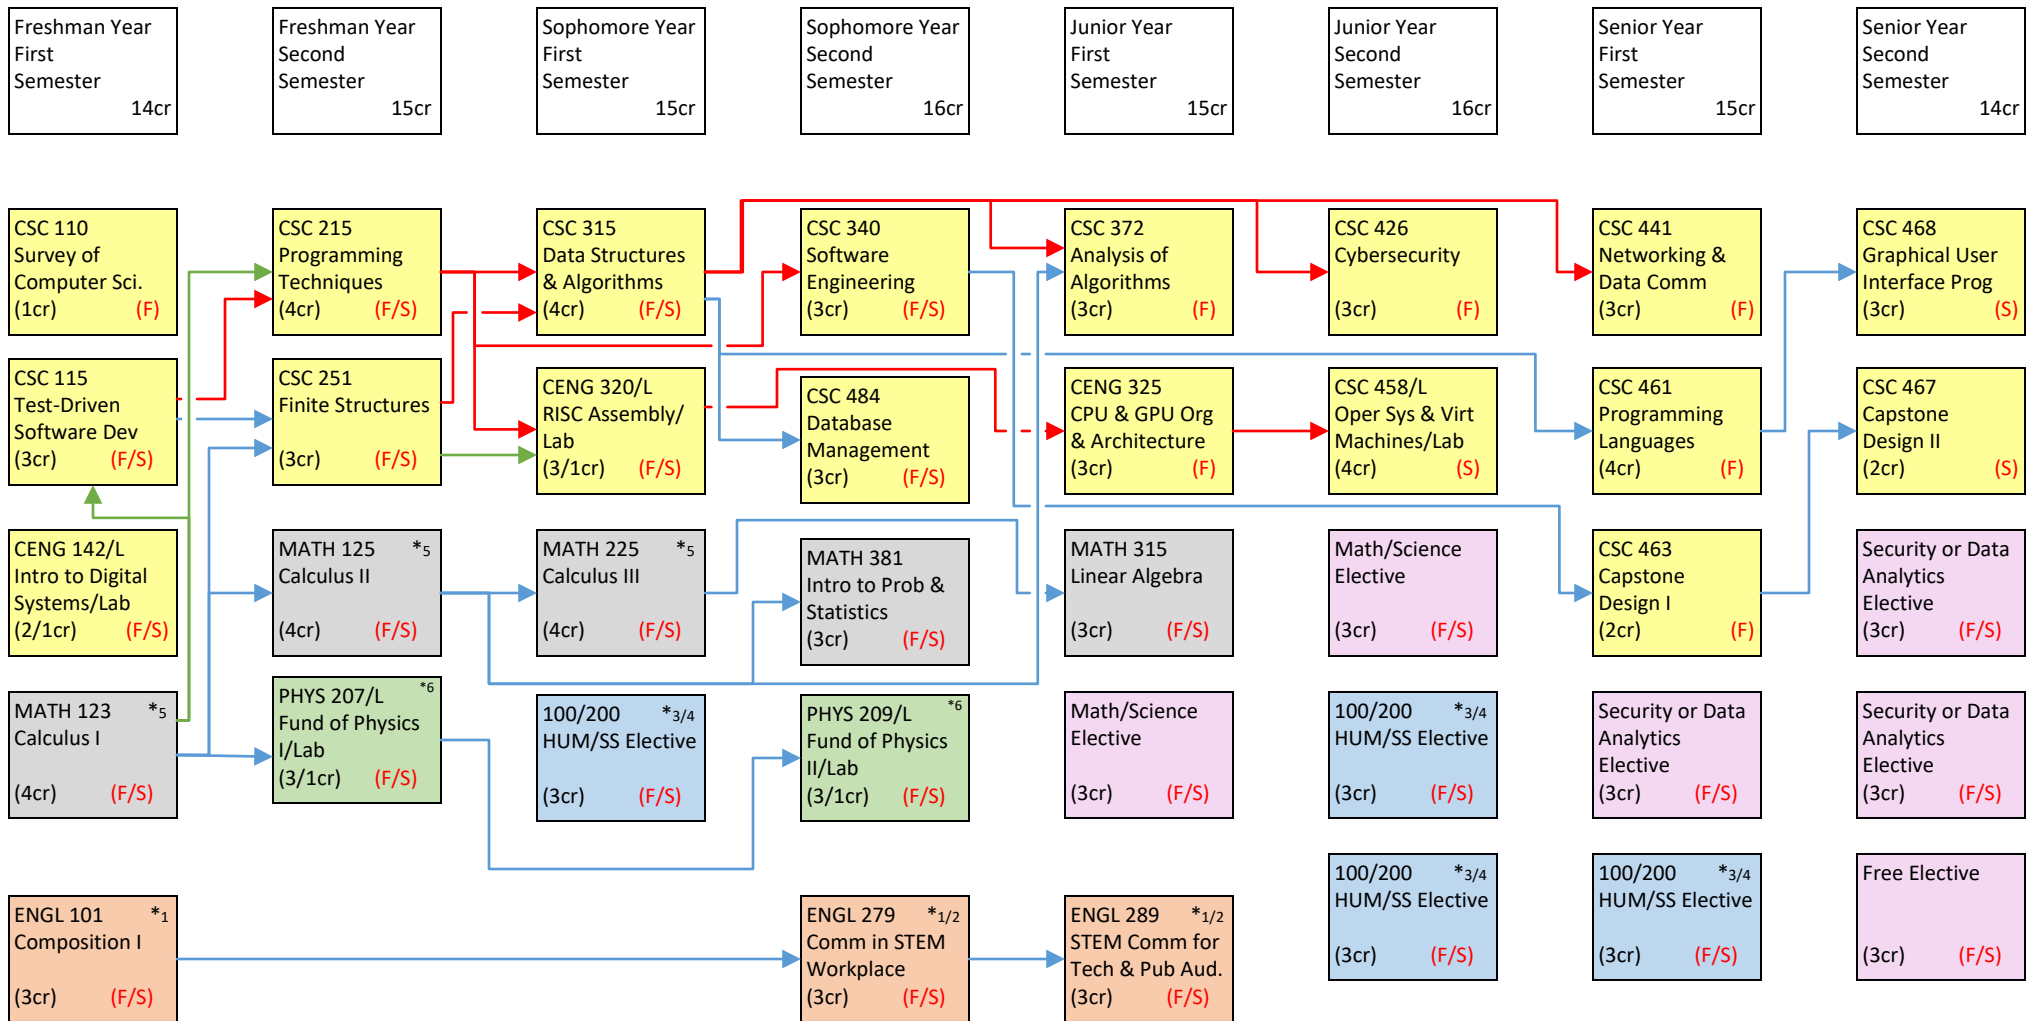 Freshman Year
First
Semester
14cr
Freshman Year
Second
Semester
15cr
Sophomore Year
First
Semester
15cr
Sophomore Year
Second
Semester
16cr
Junior Year
First
Semester
15cr
Junior Year
Second
Semester
16cr
Senior Year
First
Semester
15cr
Senior Year
Second
Semester
14cr
CSC 110
Survey of
Computer Sci.
(1cr) (F)
CSC 215
Programming
Techniques
(4cr) (F/S)
CSC 315
Data Structures
& Algorithms
(4cr) (F/S)
CSC 340
Software
Engineering
(3cr) (F/S)
CSC 372
Analysis of
Algorithms
(3cr) (F)
CSC 426
Cybersecurity
(3cr) (F)
CSC 441
Networking &
Data Comm
(3cr) (F)
CSC 468
Graphical User
Interface Prog
(3cr) (S)
CSC 115
Test-Driven
Software Dev
(3cr) (F/S)
CSC 251
Finite Structures
(3cr) (F/S)
CENG 320/L
RISC Assembly/
Lab
(3/1cr) (F/S)
CSC 484
Database
Management
(3cr) (F/S)
CENG 325
CPU & GPU Org
& Architecture
(3cr) (F)
CSC 458/L
Oper Sys & Virt
Machines/Lab
(4cr) (S)
CSC 461
Programming
Languages
(4cr) (F)
CSC 467
Capstone
Design II
(2cr) (S)
CENG 142/L
Intro to Digital
Systems/Lab
(2/1cr) (F/S)
MATH 125 *5
Calculus II
(4cr) (F/S)
MATH 225 *5
Calculus III
(4cr) (F/S)
MATH 381
Intro to Prob &
Statistics
(3cr) (F/S)
MATH 315
Linear Algebra
(3cr) (F/S)
Math/Science
Elective
(3cr) (F/S)
CSC 463
Capstone
Design I
(2cr) (F)
Security or Data
Analytics
Elective
(3cr) (F/S)
MATH 123 *5
Calculus I
(4cr) (F/S)
PHYS 207/L *6
Fund of Physics
I/Lab
(3/1cr) (F/S)
100/200 *3/4
HUM/SS Elective
(3cr) (F/S)
PHYS 209/L *6
Fund of Physics
II/Lab
(3/1cr) (F/S)
Math/Science
Elective
(3cr) (F/S)
100/200 *3/4
HUM/SS Elective
(3cr) (F/S)
Security or Data
Analytics
Elective
(3cr) (F/S)
Security or Data
Analytics
Elective
(3cr) (F/S)
ENGL 101 *1
Composition I
(3cr) (F/S)
ENGL 279 *1/2
Comm in STEM
Workplace
(3cr) (F/S)
ENGL 289 *1/2
STEM Comm for
Tech & Pub Aud.
(3cr) (F/S)
100/200 *3/4
HUM/SS Elective
(3cr) (F/S)
100/200 *3/4
HUM/SS Elective
(3cr) (F/S)
Free Elective
(3cr) (F/S)